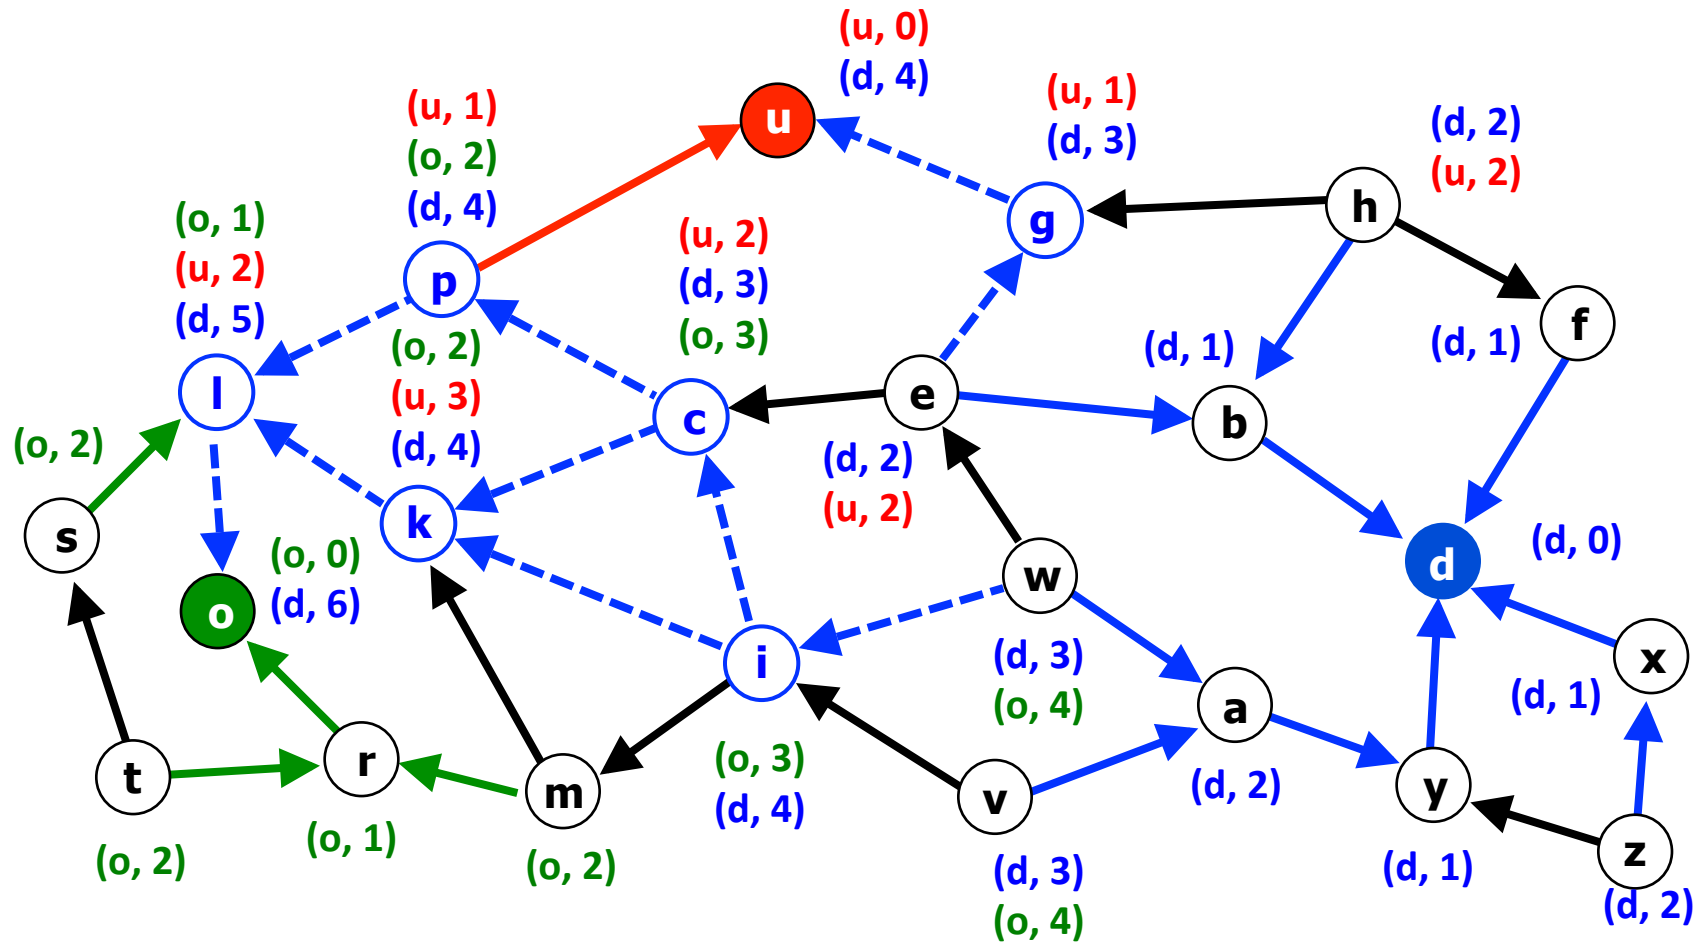 (u, 0)
(d, 4)
u
(u, 1)
(d, 3)
g
(d, 2)
(u, 2)
h
(u, 1)
(o, 2)
(d, 4)
p
(o, 1)
(u, 2)
(d, 5)
l
(u, 2)
(d, 3)
(o, 3)
c
(o, 2)
(u, 3)
(d, 4)
k
e
(d, 2)
(u, 2)
(d, 1)
b
f
(d, 1)
(o, 2)
s
(o, 0)
(d, 6)
o
w
(d, 3)
(o, 4)
d
(d, 0)
x
(d, 1)
i
(o, 3)
(d, 4)
a
(d, 2)
t
(o, 2)
r
(o, 1)
m
(o, 2)
v
(d, 3)
(o, 4)
y
(d, 1)
z
(d, 2)